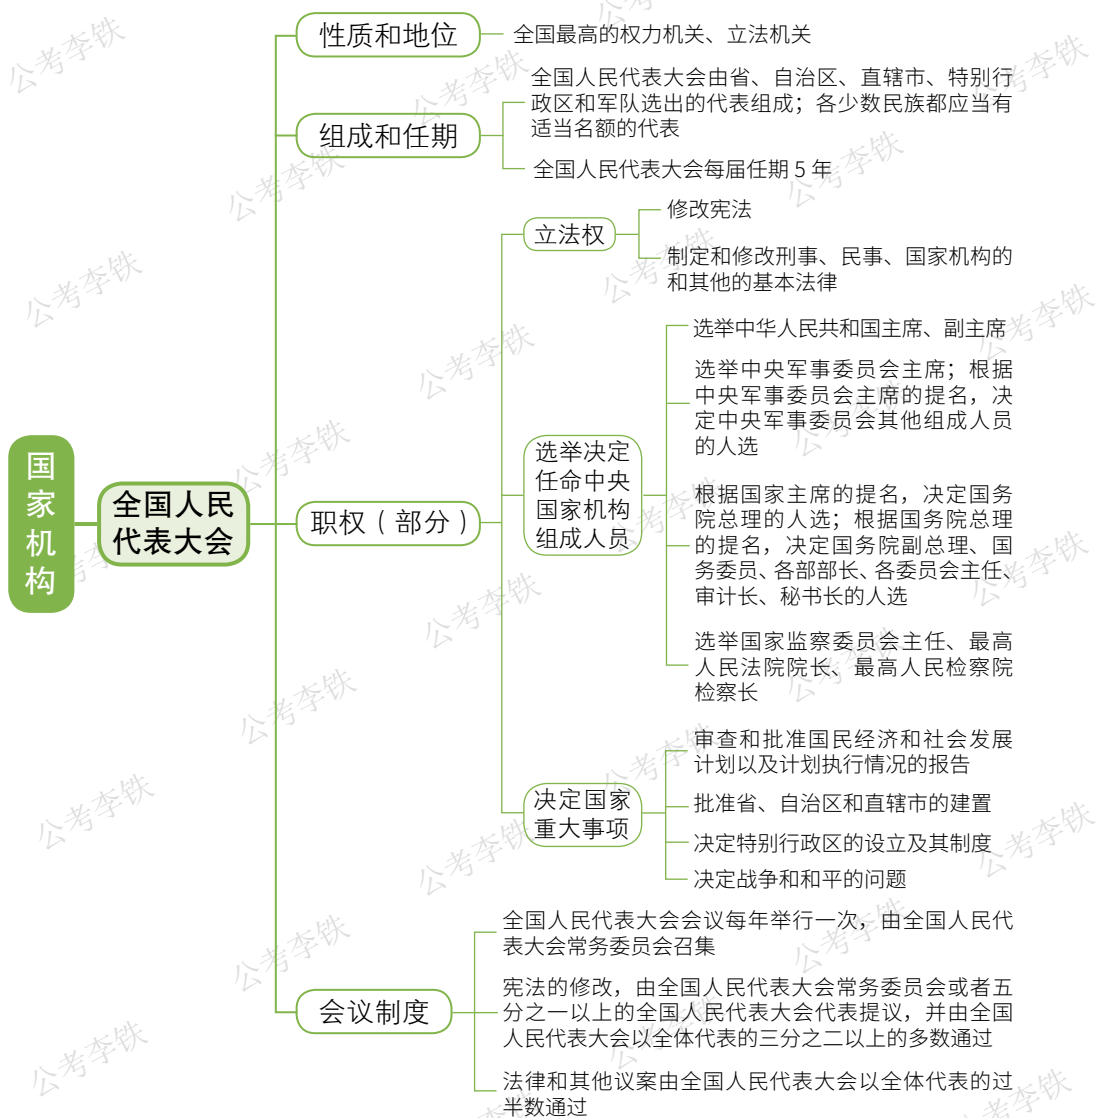 性质和地位
全国最高的权力机关、立法机关
组成和任期
全国人民代表大会由省、自治区、直辖市、特别行
政区和军队选出的代表组成；各少数民族都应当有
适当名额的代表
全国人民代表大会每届任期 5 年
国家机构
全国人民
代表大会
职权（部分）
立法权
修改宪法
制定和修改刑事、民事、国家机构的
和其他的基本法律
选举决定
任命中央
国家机构
组成人员
选举中华人民共和国主席、副主席
选举中央军事委员会主席；根据
中央军事委员会主席的提名，决
定中央军事委员会其他组成人员
的人选
根据国家主席的提名，决定国务
院总理的人选；根据国务院总理
的提名，决定国务院副总理、国
务委员、各部部长、各委员会主任、
审计长、秘书长的人选
选举国家监察委员会主任、最高
人民法院院长、最高人民检察院
检察长
决定国家
重大事项
审查和批准国民经济和社会发展
计划以及计划执行情况的报告
批准省、自治区和直辖市的建置
决定特别行政区的设立及其制度
决定战争和和平的问题
会议制度
全国人民代表大会会议每年举行一次，由全国人民代
表大会常务委员会召集
宪法的修改，由全国人民代表大会常务委员会或者五
分之一以上的全国人民代表大会代表提议，并由全国
人民代表大会以全体代表的三分之二以上的多数通过
法律和其他议案由全国人民代表大会以全体代表的过
半数通过
公考李铁